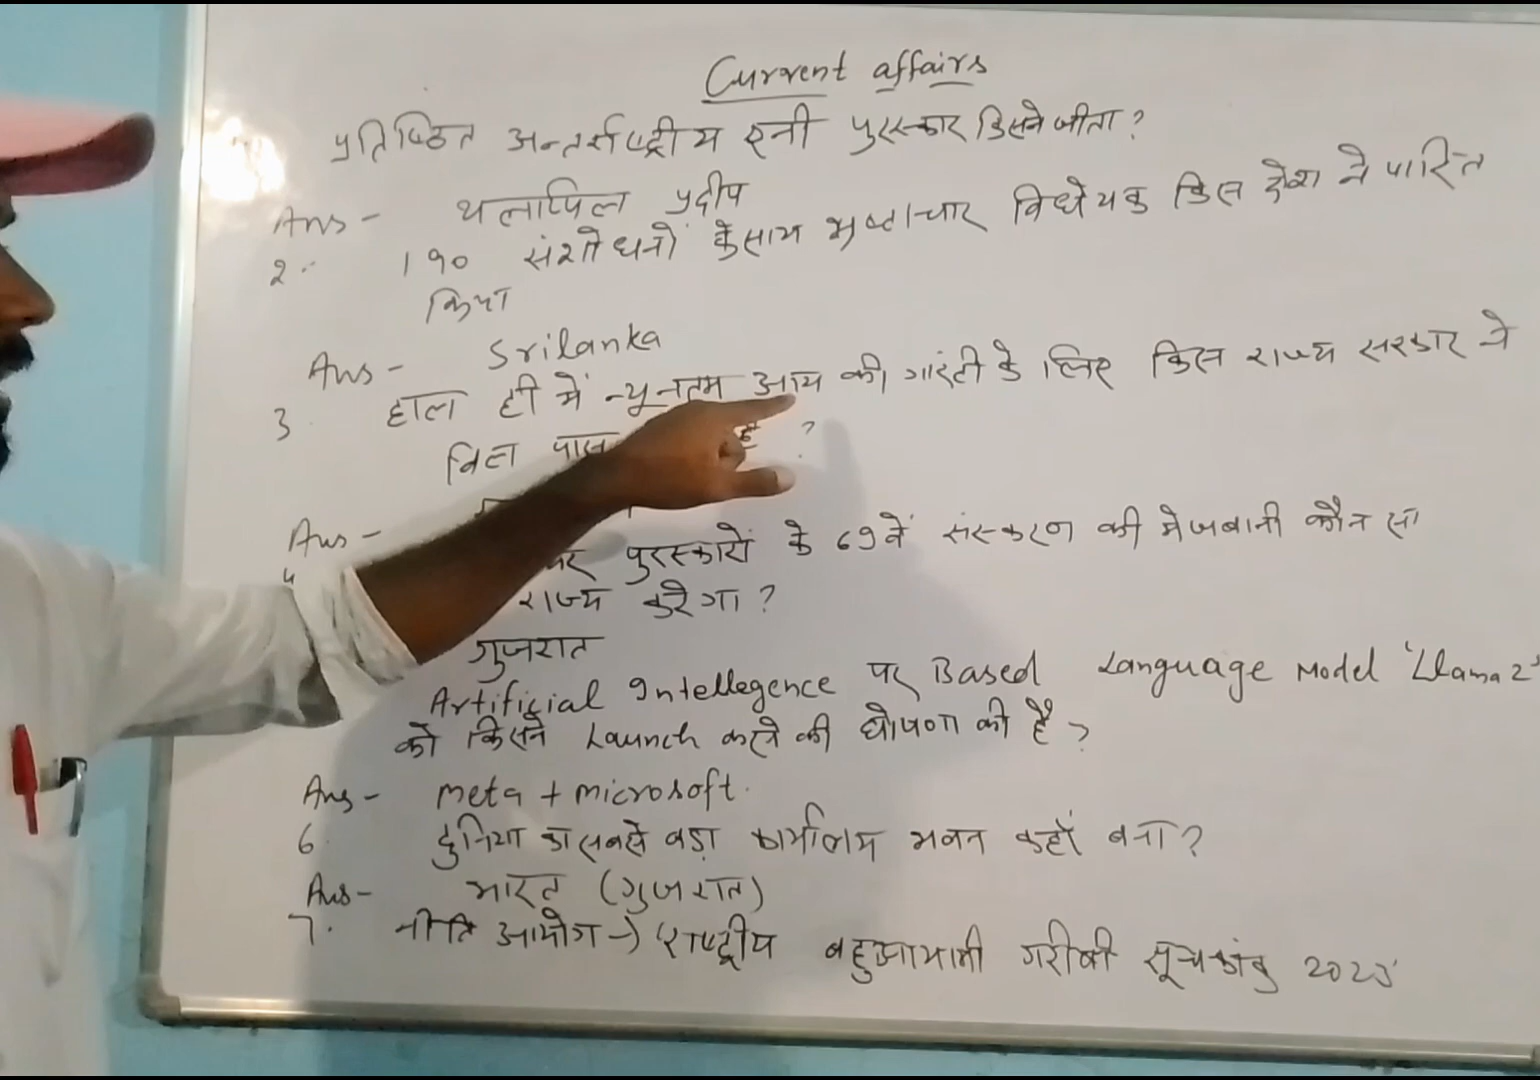 Current affairs
प्रतिष्ठित अन्तर्राष्ट्रीय इनी पुरस्कार किसने जीता?
Ans - थलाप्पिल प्रदीप
2. 190 संशोधनों के साथ भ्रष्टाचार विधेयक किस देश ने पारित
किया
Ans - Srilanka
3 हाल ही में न्यूनतम आय की गारंटी के लिए किस राज्य सरकार ने
बिल पास है ?
Ans -
4 पुरस्कारों के 69वें संस्करण की मेजबानी कौन सा
राज्य करेगा?
गुजरात
Artificial Intellegence पर Based Language Model 'Llama 2'
को किसने Launch करने की घोषणा की है ?
Ans - meta + microsoft.
6. दुनिया का सबसे बड़ा कार्यालय भवन कहाँ बना?
Ans - भारत (गुजरात)
7. नीति आयोग → राष्ट्रीय बहुआयामी गरीबी सूचकांक 2023